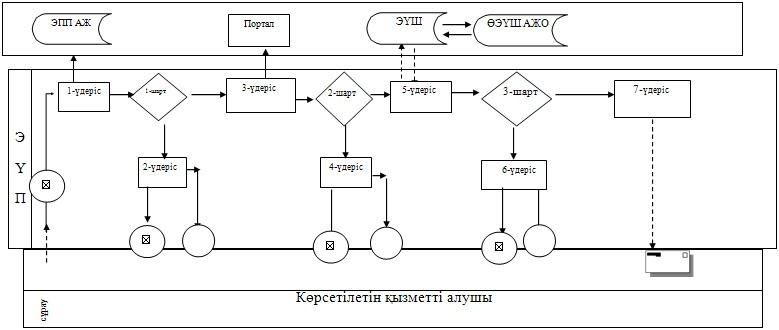 ЭПП АЖ
Портал
ЭҮШ
ӨЭҮШ АЖО
1-үдеріс
1-шарт
3-үдеріс
2-шарт
5-үдеріс
3-шарт
7-үдеріс
Э
Ү
П
2-үдеріс
4-үдеріс
6-үдеріс
сұрау
Көрсетілетін қызметті алушы